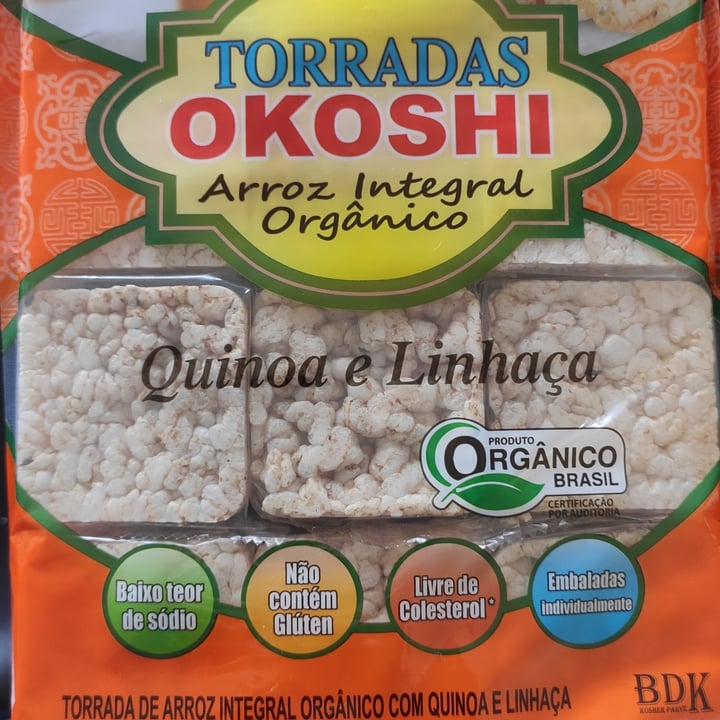 TORRADAS
OKOSHI
Arroz Integral
Orgânico
Quinoa e Linhaça
PRODUTO
ORGÂNICO
BRASIL
CERTIFICAÇÃO
POR AUDITORIA
Baixo teor
de sódio
Não
contém
Glúten
Livre de
Colesterol*
Embaladas
individualmente
TORRADA DE ARROZ INTEGRAL ORGÂNICO COM QUINOA E LINHAÇA
BDK
KOSHER PARVE